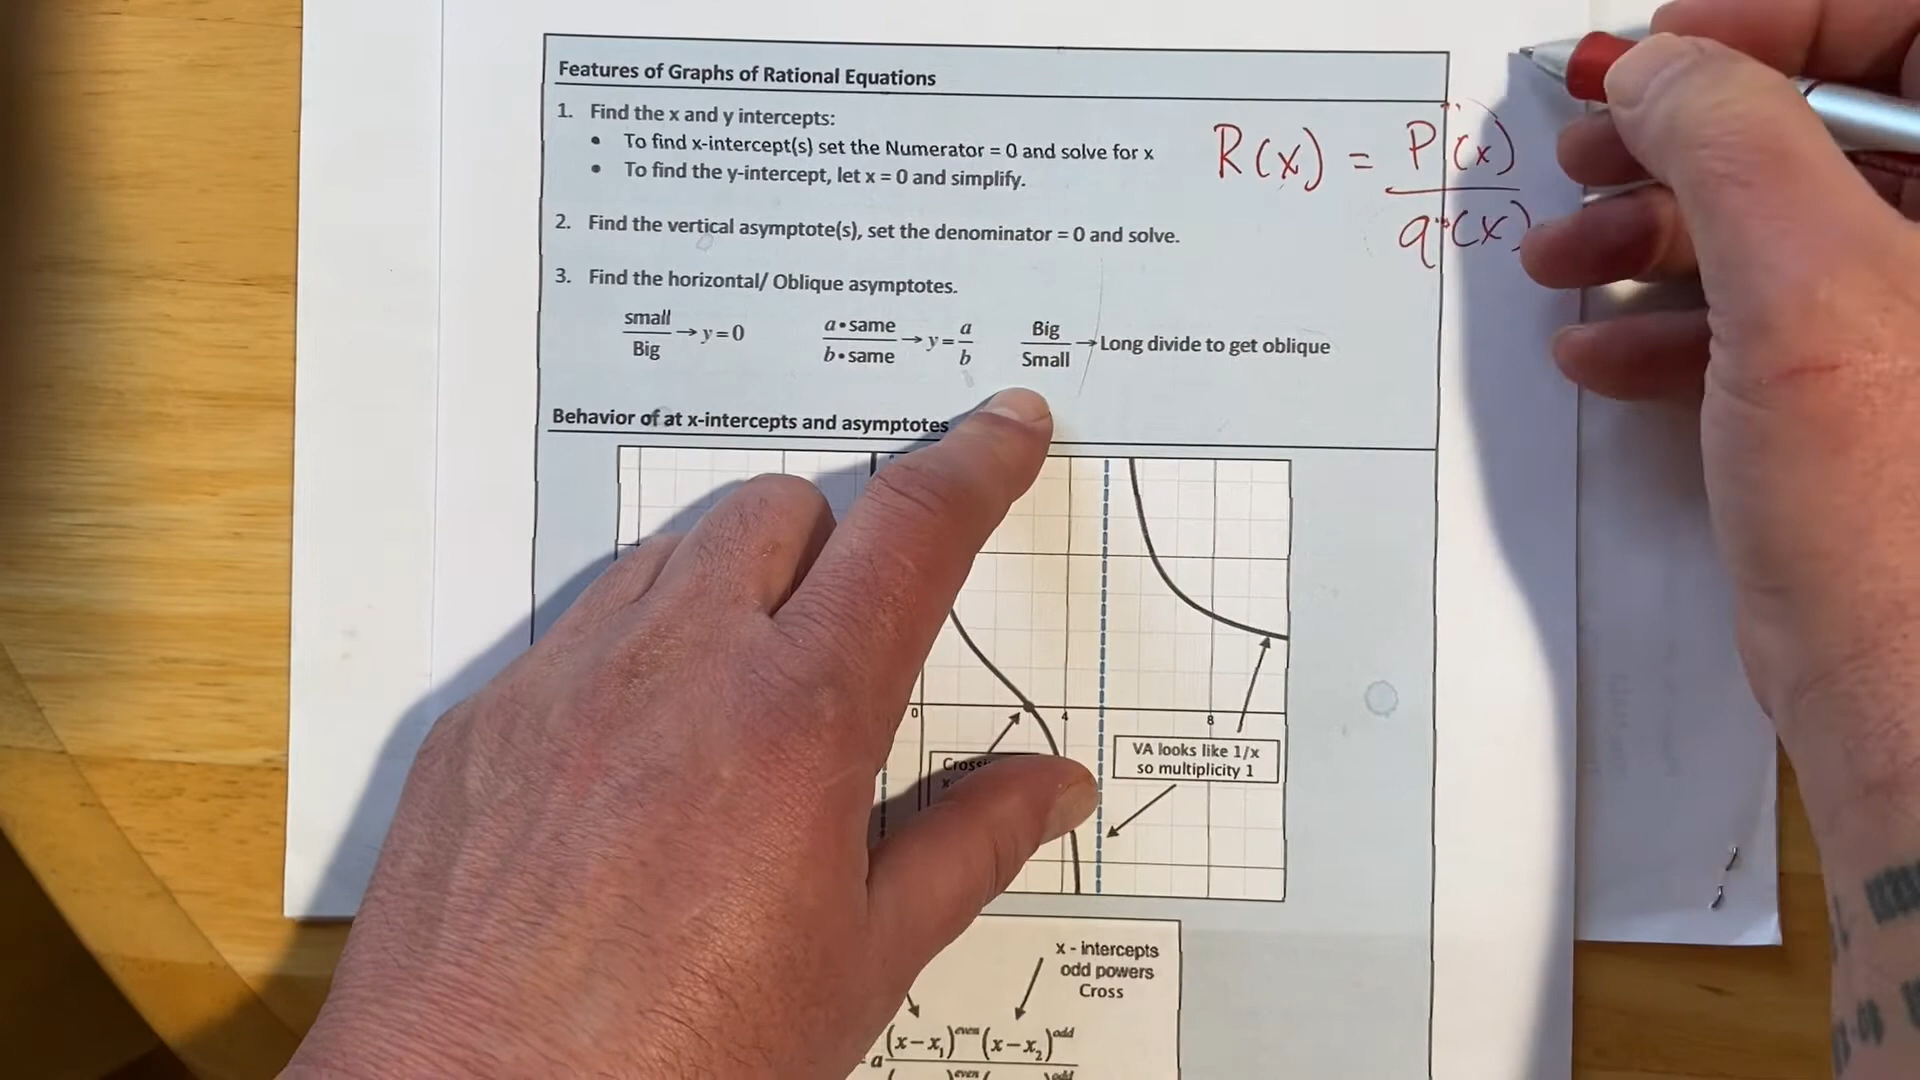 Features of Graphs of Rational Equations
1. Find the x and y intercepts:
• To find x-intercept(s) set the Numerator = 0 and solve for x
• To find the y-intercept, let x = 0 and simplify.
R(x) = P(x) / q(x)
2. Find the vertical asymptote(s), set the denominator = 0 and solve.
3. Find the horizontal/ Oblique asymptotes.
small / Big → y = 0
a • same / b • same → y = a / b
Big / Small → Long divide to get oblique
Behavior of at x-intercepts and asymptotes
0 4 8
VA looks like 1/x
so multiplicity 1
x - intercepts
odd powers
Cross
a (x − x₁)^even (x − x₂)^odd
even odd